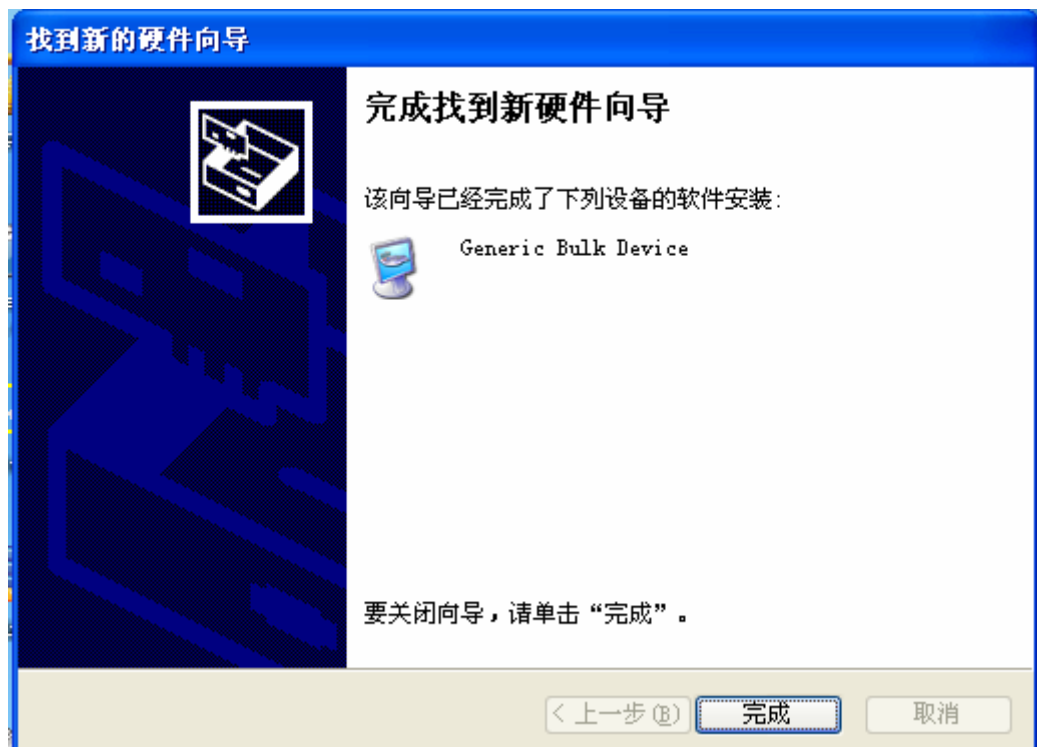 找到新的硬件向导
完成找到新硬件向导
该向导已经完成了下列设备的软件安装:
Generic Bulk Device
要关闭向导，请单击“完成”。
< 上一步(B)
完成
取消